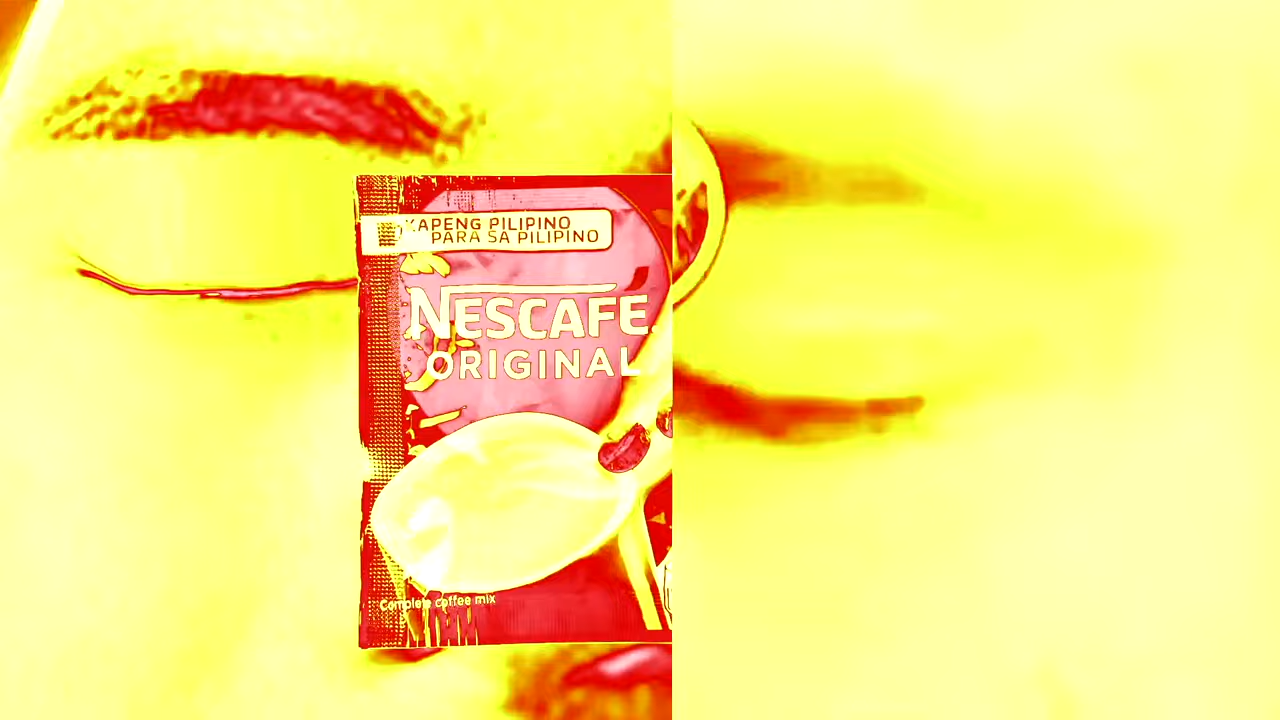 KAPENG PILIPINO
PARA SA PILIPINO
NESCAFE
ORIGINAL
Complete coffee mix